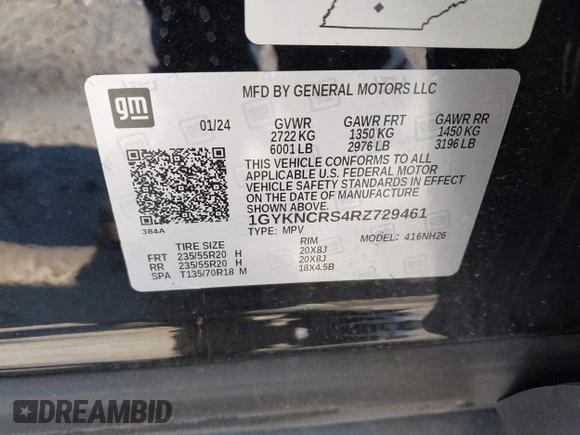 gm
MFD BY GENERAL MOTORS LLC
01/24 GVWR GAWR FRT GAWR RR
2722 KG 1350 KG 1450 KG
6001 LB 2976 LB 3196 LB
THIS VEHICLE CONFORMS TO ALL
APPLICABLE U.S. FEDERAL MOTOR
VEHICLE SAFETY STANDARDS IN EFFECT
ON THE DATE OF MANUFACTURE
SHOWN ABOVE.
384A
1GYKNCRS4RZ729461
TYPE: MPV MODEL: 416NH26
TIRE SIZE RIM
FRT 235/55R20 H 20X8J
RR 235/55R20 H 20X8J
SPA T135/70R18 M 18X4.5B
DREAMBID